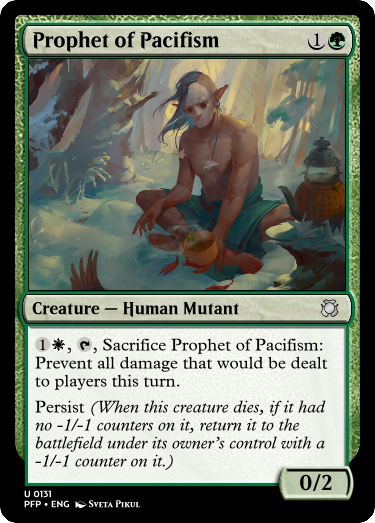 Prophet of Pacifism 1
Creature — Human Mutant
1, , Sacrifice Prophet of Pacifism:
Prevent all damage that would be dealt
to players this turn.
Persist (When this creature dies, if it had
no -1/-1 counters on it, return it to the
battlefield under its owner's control with a
-1/-1 counter on it.)
0/2
U 0131
PFP • ENG Sveta Pikul